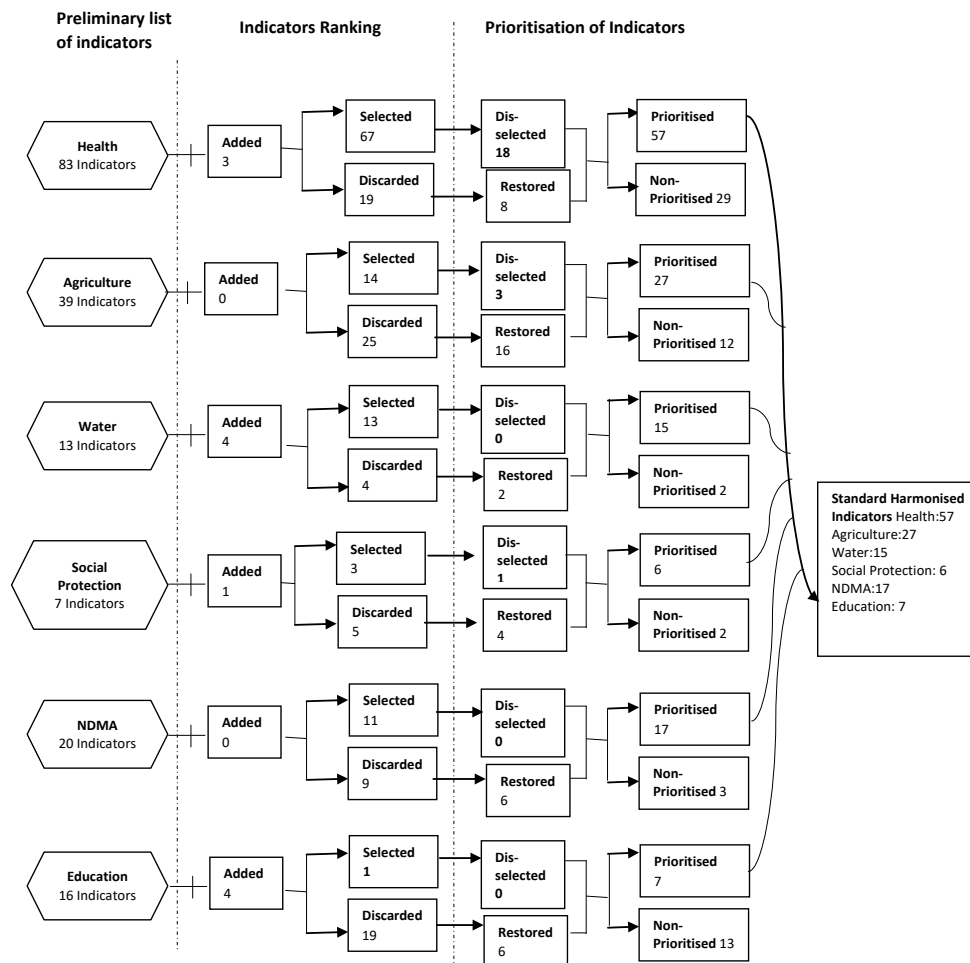 Preliminary list
of indicators
Indicators Ranking
Prioritisation of Indicators
Health
83 Indicators
Added
3
Selected
67
Discarded
19
Dis-
selected
18
Restored
8
Prioritised
57
Non-
Prioritised 29
Agriculture
39 Indicators
Added
0
Selected
14
Discarded
25
Dis-
selected
3
Restored
16
Prioritised
27
Non-
Prioritised 12
Water
13 Indicators
Added
4
Selected
13
Discarded
4
Dis-
selected
0
Restored
2
Prioritised
15
Non-
Prioritised 2
Social
Protection
7 Indicators
Added
1
Selected
3
Discarded
5
Dis-
selected
1
Restored
4
Prioritised
6
Non-
Prioritised 2
NDMA
20 Indicators
Added
0
Selected
11
Discarded
9
Dis-
selected
0
Restored
6
Prioritised
17
Non-
Prioritised 3
Education
16 Indicators
Added
4
Selected
1
Discarded
19
Dis-
selected
0
Restored
6
Prioritised
7
Non-
Prioritised 13
Standard Harmonised
Indicators Health:57
Agriculture:27
Water:15
Social Protection: 6
NDMA:17
Education: 7